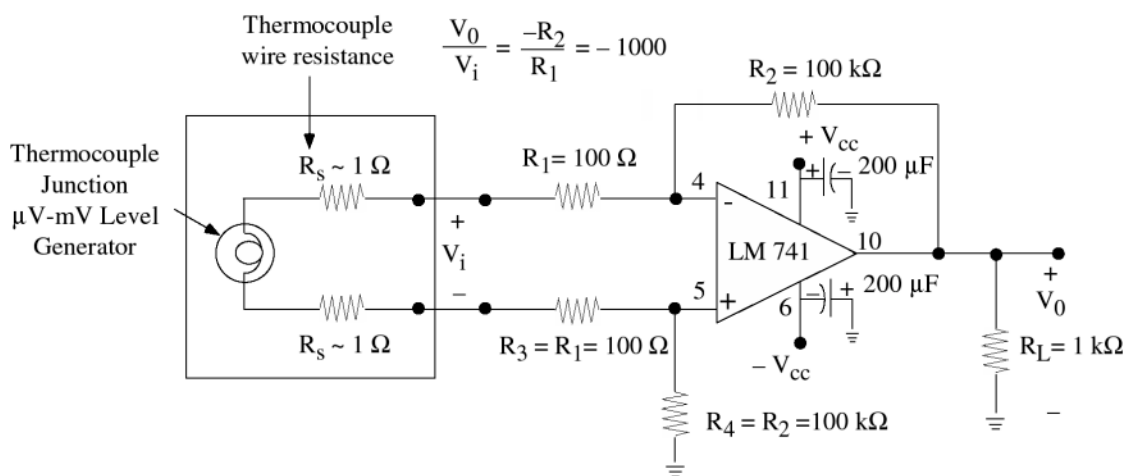 Thermocouple
wire resistance
V0 / Vi = –R2 / R1 = – 1000
R2 = 100 kΩ
+ Vcc
Thermocouple
Junction
μV-mV Level
Generator
Rs ~ 1 Ω
R1= 100 Ω
4
-
11
+ –
200 μF
+
Vi
–
LM 741
10
5
+
6
– +
200 μF
+
V0
–
Rs ~ 1 Ω
R3 = R1= 100 Ω
– Vcc
RL= 1 kΩ
R4 = R2 =100 kΩ